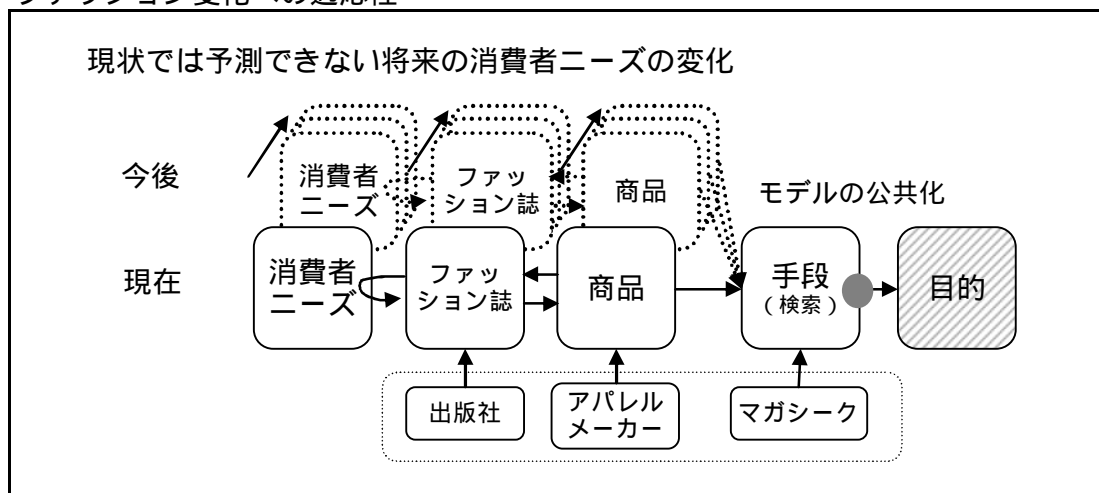 現状では予測できない将来の消費者ニーズの変化
今後
消費者
ニーズ
ファッ
ション誌
商品
モデルの公共化
現在
消費者
ニーズ
ファッ
ション誌
商品
手段
(検索)
目的
出版社
アパレル
メーカー
マガシーク